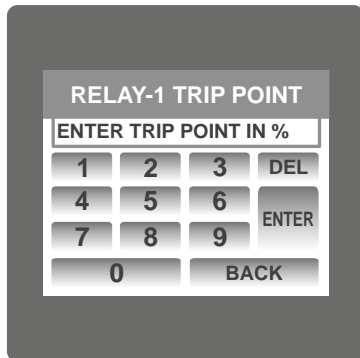 RELAY-1 TRIP POINT
ENTER TRIP POINT IN %
1 2 3 DEL
4 5 6 ENTER
7 8 9
0 BACK